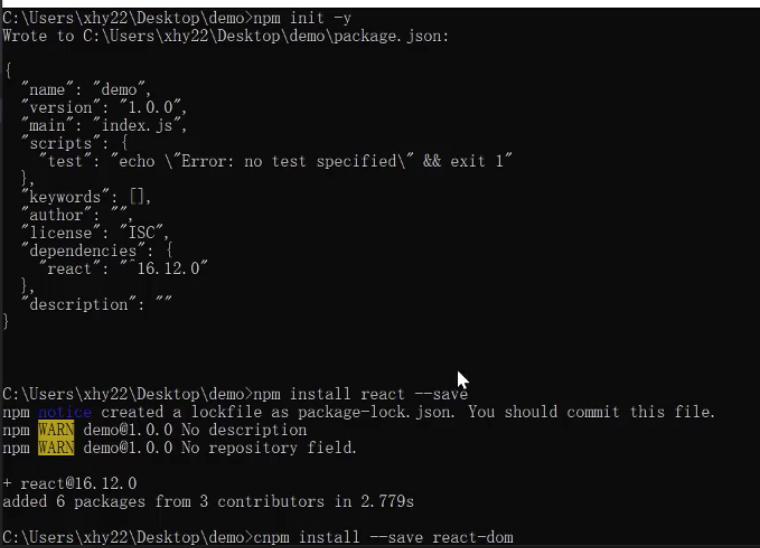 C:\Users\xhy22\Desktop\demo>npm init -y
Wrote to C:\Users\xhy22\Desktop\demo\package.json:
{
"name": "demo",
"version": "1.0.0",
"main": "index.js",
"scripts": {
"test": "echo \"Error: no test specified\" && exit 1"
},
"keywords": [],
"author": "",
"license": "ISC",
"dependencies": {
"react": "^16.12.0"
},
"description": ""
}
C:\Users\xhy22\Desktop\demo>npm install react --save
npm notice created a lockfile as package-lock.json. You should commit this file.
npm WARN demo@1.0.0 No description
npm WARN demo@1.0.0 No repository field.
+ react@16.12.0
added 6 packages from 3 contributors in 2.779s
C:\Users\xhy22\Desktop\demo>cnpm install --save react-dom